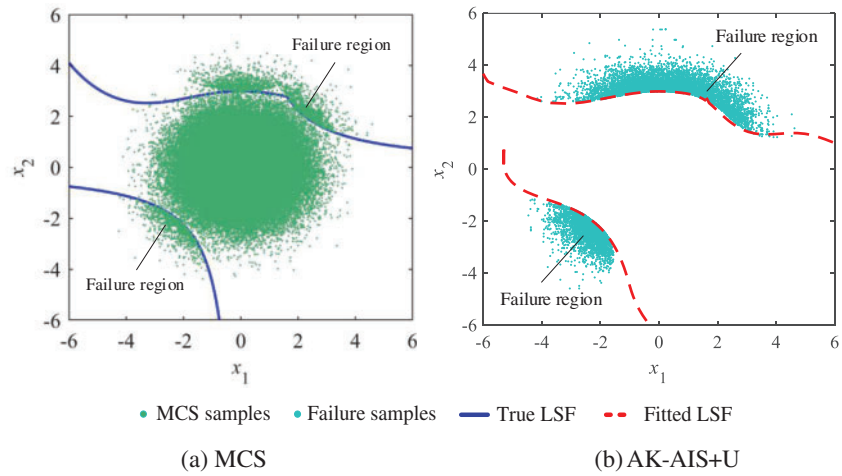 6
4
2
0
-2
-4
-6
x2
-6
-4
-2
0
2
4
6
x1
Failure region
Failure region
6
4
2
0
-2
-4
-6
x2
-6
-4
-2
0
2
4
6
x1
Failure region
Failure region
MCS samples
Failure samples
True LSF
Fitted LSF
(a) MCS
(b) AK-AIS+U